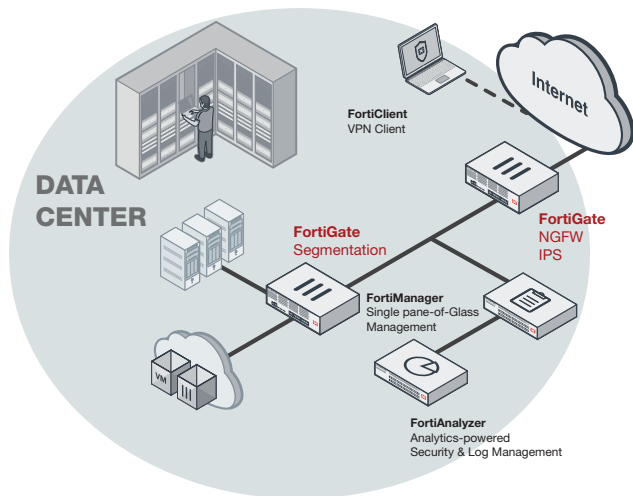 Internet
FortiClient
VPN Client
DATA
CENTER
FortiGate
NGFW
IPS
FortiGate
Segmentation
FortiManager
Single pane-of-Glass
Management
VM
FortiAnalyzer
Analytics-powered
Security & Log Management